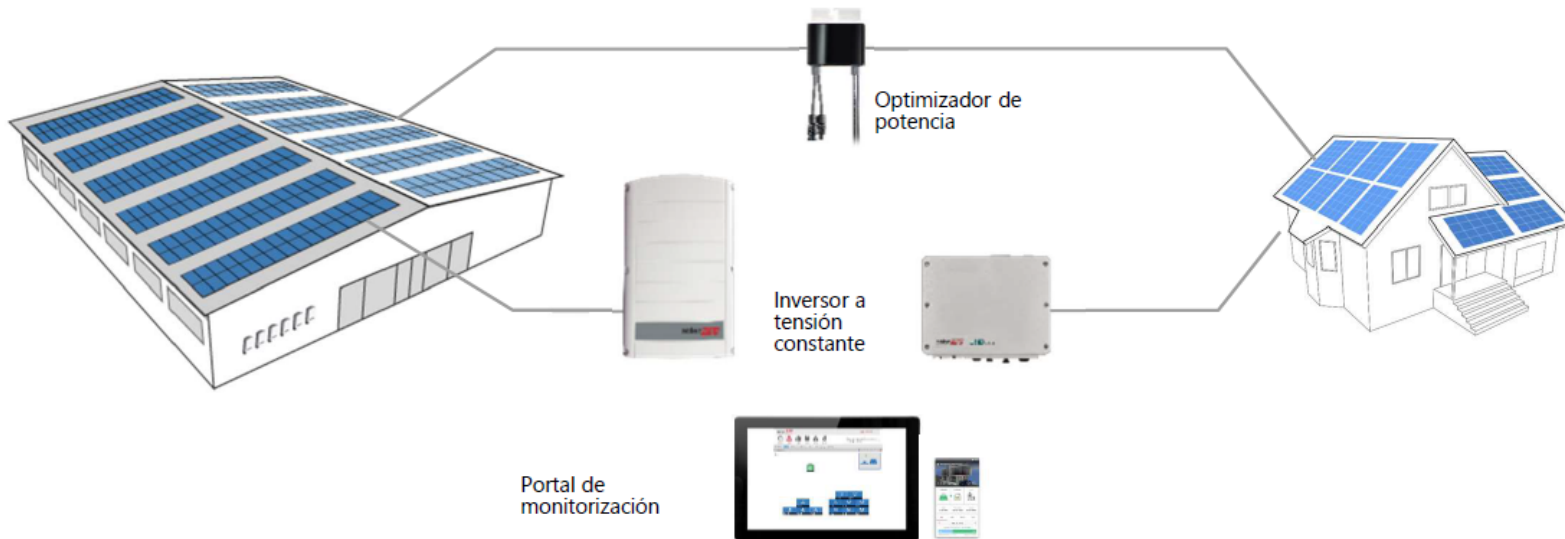 Optimizador de
potencia
Inversor a
tensión
constante
Portal de
monitorización